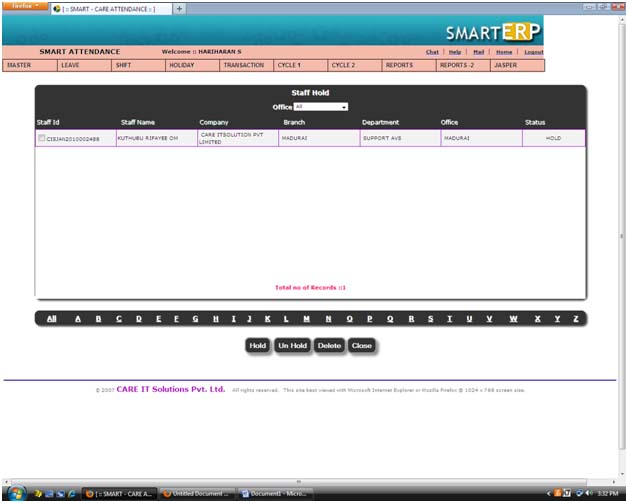 Firefox
[ :: SMART - CARE ATTENDANCE :: ]
SMARTERP
SMART ATTENDANCE Welcome :: HARIHARAN S Chat | Help | Mail | Home | Logout
MASTER LEAVE SHIFT HOLIDAY TRANSACTION CYCLE 1 CYCLE 2 REPORTS REPORTS -2 JASPER
Staff Hold
Office All
Staff Id Staff Name Company Branch Department Office Status
CISJAN2010002488 KUTHUBU RIFAYEE OM CARE ITSOLUTION PVT LIMITED MADURAI SUPPORT AVS MADURAI HOLD
Total no of Records ::1
All A B C D E F G H I J K L M N O P Q R S T U V W X Y Z
Hold Un Hold Delete Close
© 2007 CARE IT Solutions Pvt. Ltd. All rights reserved. This site best viewed with Microsoft Internet Explorer or Mozilla Firefox @ 1024 x 768 screen size.
[ :: SMART - CARE A... Untitled Document ... Document1 - Micro... 3:32 PM